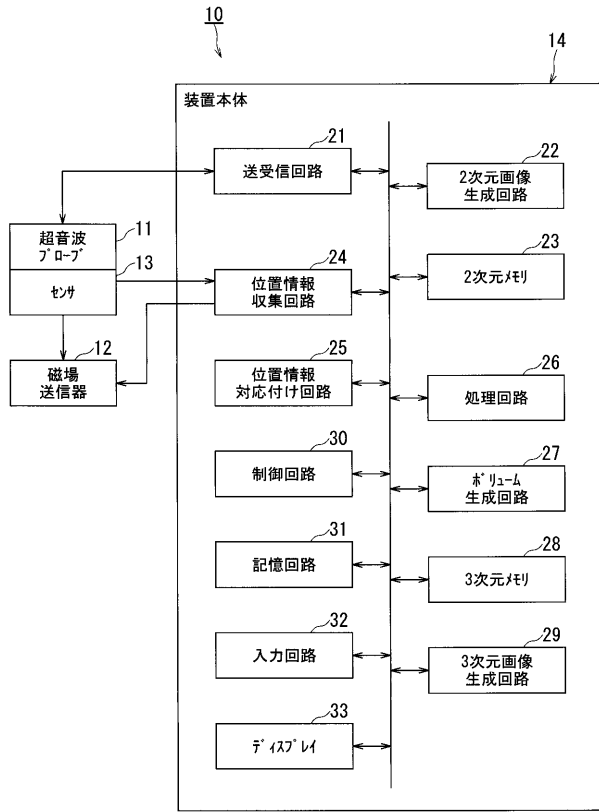 10
14
装置本体
21
送受信回路
22
2次元画像
生成回路
11
超音波
ﾌﾟﾛｰﾌﾞ
13
ｾﾝｻ
23
2次元メモリ
24
位置情報
収集回路
12
磁場
送信器
25
位置情報
対応付け回路
26
処理回路
30
制御回路
27
ﾎﾞﾘｭｰﾑ
生成回路
31
記憶回路
28
3次元メモリ
32
入力回路
29
3次元画像
生成回路
33
ﾃﾞｨｽﾌﾟﾚｲ